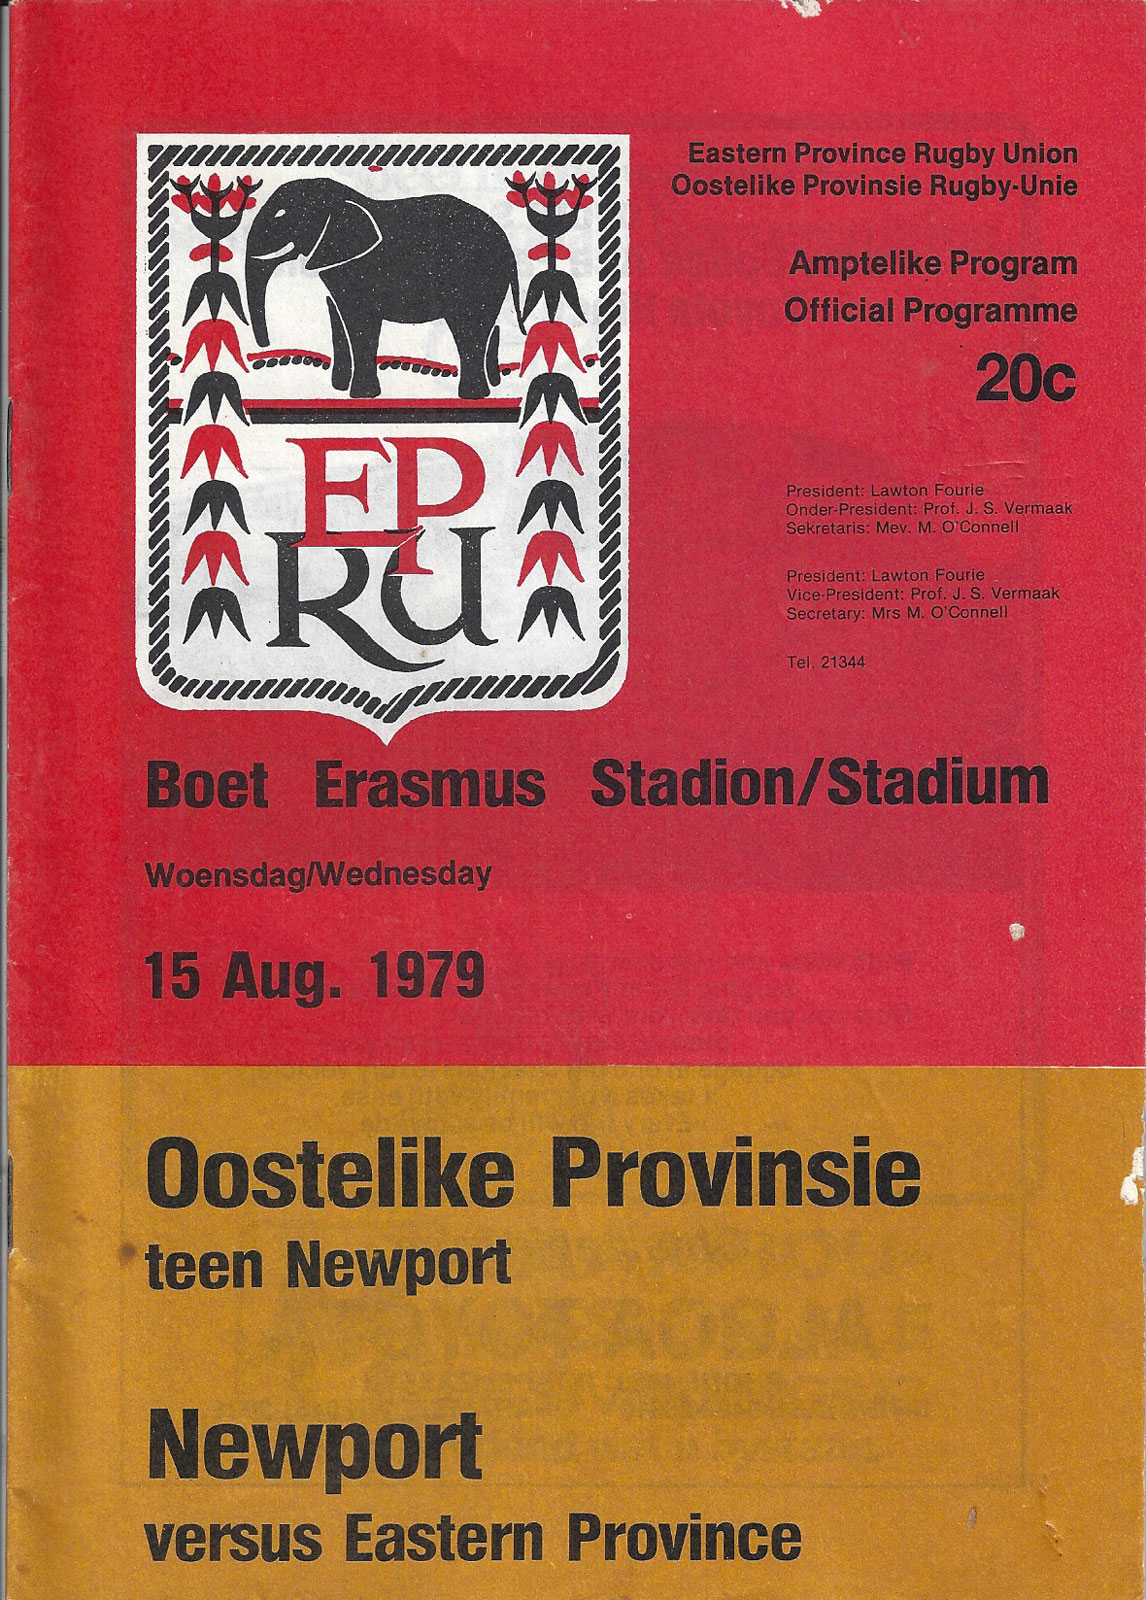 Eastern Province Rugby Union
Oostelike Provinsie Rugby-Unie
Amptelike Program
Official Programme
20c
President: Lawton Fourie
Onder-President: Prof. J. S. Vermaak
Sekretaris: Mev. M. O'Connell
President: Lawton Fourie
Vice-President: Prof. J. S. Vermaak
Secretary: Mrs M. O'Connell
Tel. 21344
EP
RU
Boet Erasmus Stadion/Stadium
Woensdag/Wednesday
15 Aug. 1979
Oostelike Provinsie
teen Newport
Newport
versus Eastern Province